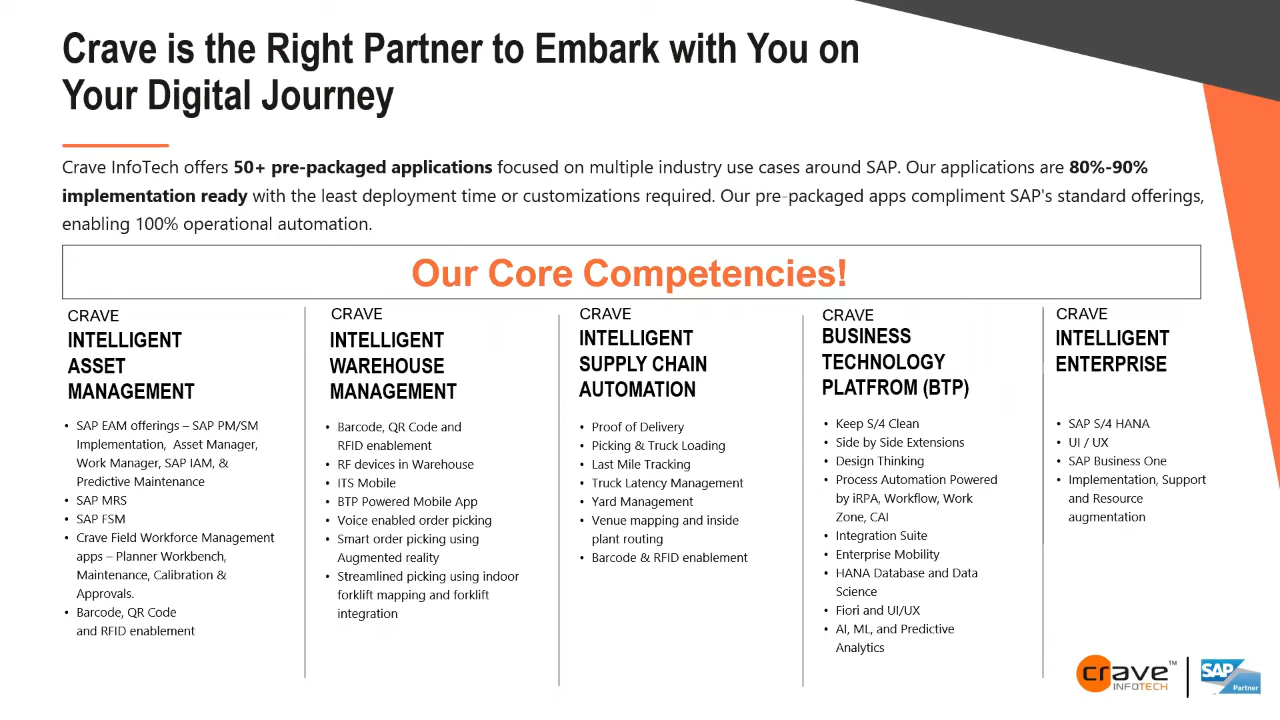 Crave is the Right Partner to Embark with You on
Your Digital Journey
Crave InfoTech offers 50+ pre-packaged applications focused on multiple industry use cases around SAP. Our applications are 80%-90%
implementation ready with the least deployment time or customizations required. Our pre-packaged apps compliment SAP's standard offerings,
enabling 100% operational automation.
Our Core Competencies!
CRAVE
INTELLIGENT
ASSET
MANAGEMENT
• SAP EAM offerings – SAP PM/SM
Implementation, Asset Manager,
Work Manager, SAP IAM, &
Predictive Maintenance
• SAP MRS
• SAP FSM
• Crave Field Workforce Management
apps – Planner Workbench,
Maintenance, Calibration &
Approvals.
• Barcode, QR Code
and RFID enablement
CRAVE
INTELLIGENT
WAREHOUSE
MANAGEMENT
• Barcode, QR Code and
RFID enablement
• RF devices in Warehouse
• ITS Mobile
• BTP Powered Mobile App
• Voice enabled order picking
• Smart order picking using
Augmented reality
• Streamlined picking using indoor
forklift mapping and forklift
integration
CRAVE
INTELLIGENT
SUPPLY CHAIN
AUTOMATION
• Proof of Delivery
• Picking & Truck Loading
• Last Mile Tracking
• Truck Latency Management
• Yard Management
• Venue mapping and inside
plant routing
• Barcode & RFID enablement
CRAVE
BUSINESS
TECHNOLOGY
PLATFROM (BTP)
• Keep S/4 Clean
• Side by Side Extensions
• Design Thinking
• Process Automation Powered
by iRPA, Workflow, Work
Zone, CAI
• Integration Suite
• Enterprise Mobility
• HANA Database and Data
Science
• Fiori and UI/UX
• AI, ML, and Predictive
Analytics
CRAVE
INTELLIGENT
ENTERPRISE
• SAP S/4 HANA
• UI / UX
• SAP Business One
• Implementation, Support
and Resource
augmentation
crave™
INFOTECH
SAP
Partner